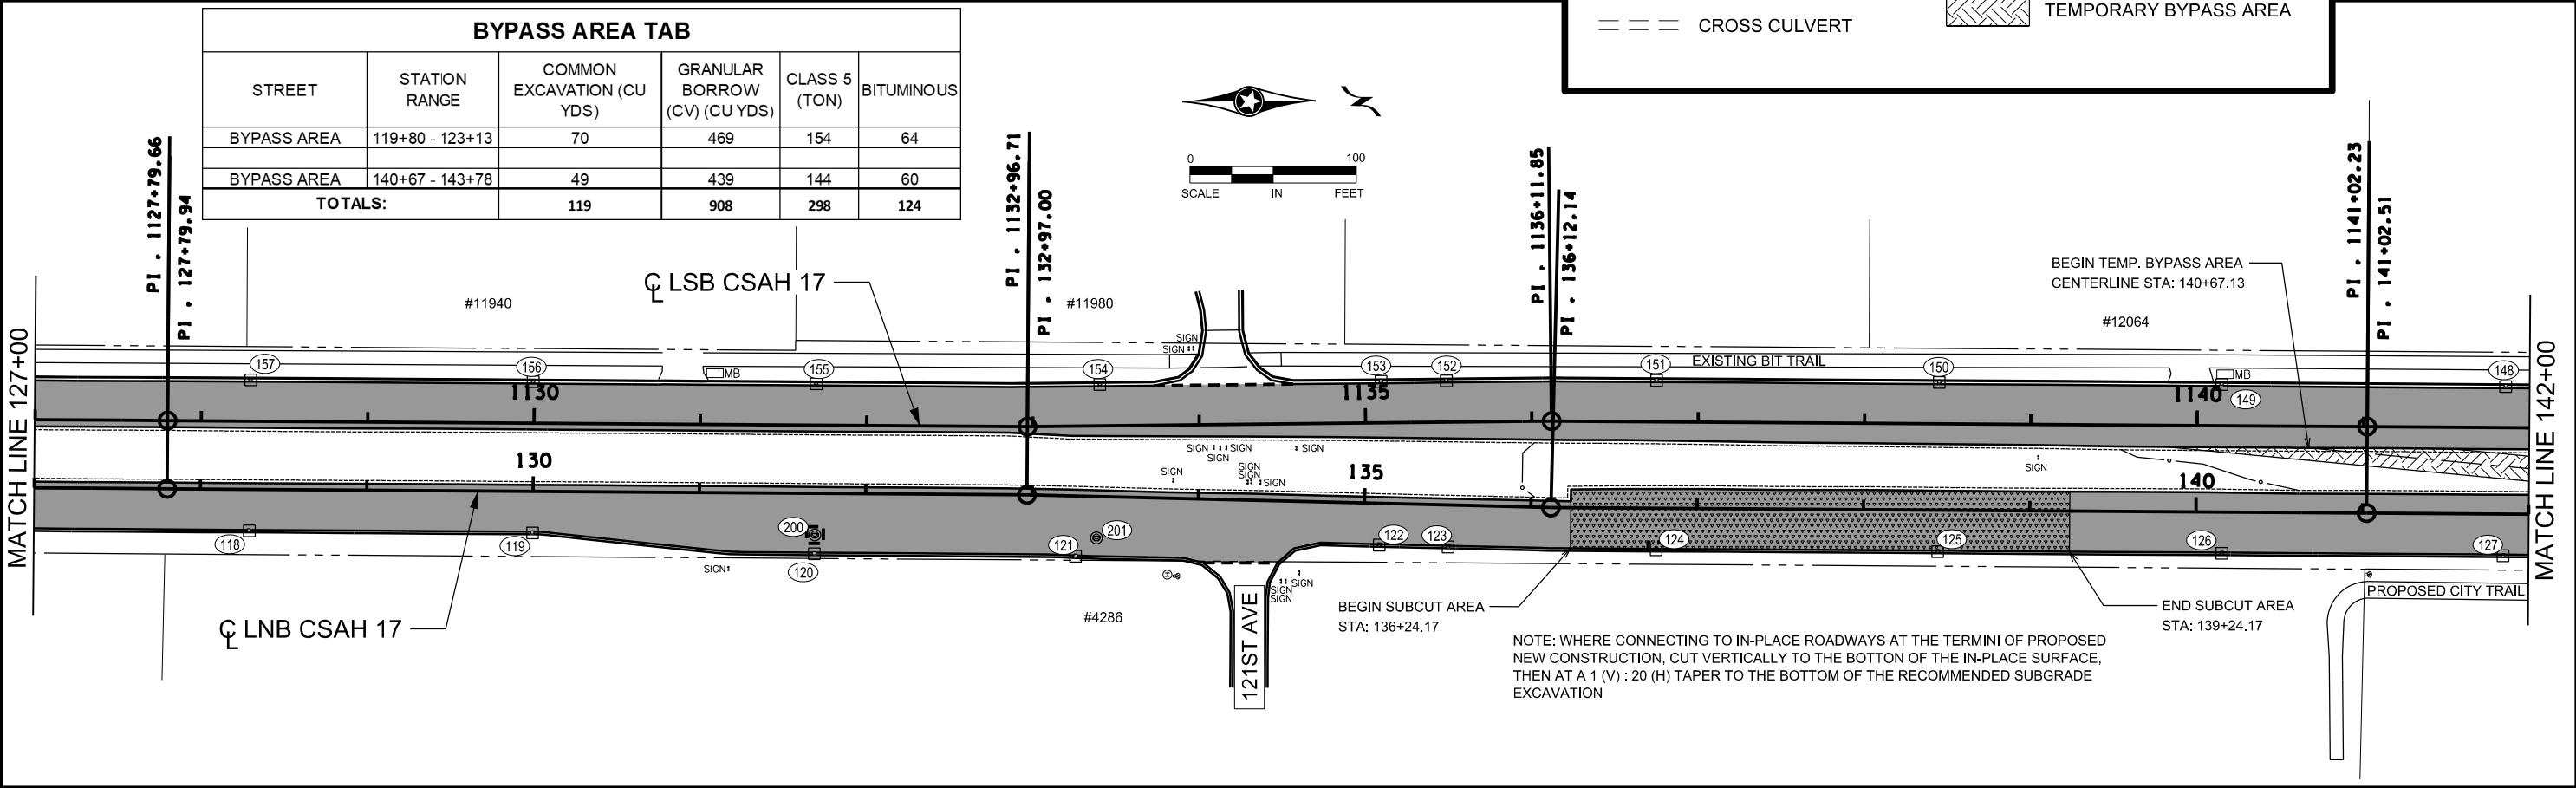 BYPASS AREA TAB
STREET
STATION
RANGE
COMMON
EXCAVATION (CU
YDS)
GRANULAR
BORROW
(CV) (CU YDS)
CLASS 5
(TON)
BITUMINOUS
BYPASS AREA 119+80 - 123+13 70 469 154 64
BYPASS AREA 140+67 - 143+78 49 439 144 60
TOTALS: 119 908 298 124
CROSS CULVERT
TEMPORARY BYPASS AREA
0 100
SCALE IN FEET
PI . 1127+79.66
PI . 127+79.94
PI . 1132+96.71
PI . 132+97.00
PI . 1136+11.85
PI . 136+12.14
PI . 1141+02.23
PI . 141+02.51
BEGIN TEMP. BYPASS AREA
CENTERLINE STA: 140+67.13
℄ LSB CSAH 17
#11940
#11980
#12064
MATCH LINE 127+00
MATCH LINE 142+00
SIGN
SIGN
157
156
MB
155
154
153
152
151
EXISTING BIT TRAIL
150
MB
149
148
1130
1135
1140
130
135
140
SIGN
SIGN
SIGN
SIGN
SIGN
SIGN
SIGN
SIGN
SIGN
118
119
200
120
121
201
122
123
124
125
126
127
SIGN
SIGN
SIGN
SIGN
SIGN
℄ LNB CSAH 17
#4286
121ST AVE
BEGIN SUBCUT AREA
STA: 136+24.17
END SUBCUT AREA
STA: 139+24.17
PROPOSED CITY TRAIL
NOTE: WHERE CONNECTING TO IN-PLACE ROADWAYS AT THE TERMINI OF PROPOSED
NEW CONSTRUCTION, CUT VERTICALLY TO THE BOTTON OF THE IN-PLACE SURFACE,
THEN AT A 1 (V) : 20 (H) TAPER TO THE BOTTOM OF THE RECOMMENDED SUBGRADE
EXCAVATION